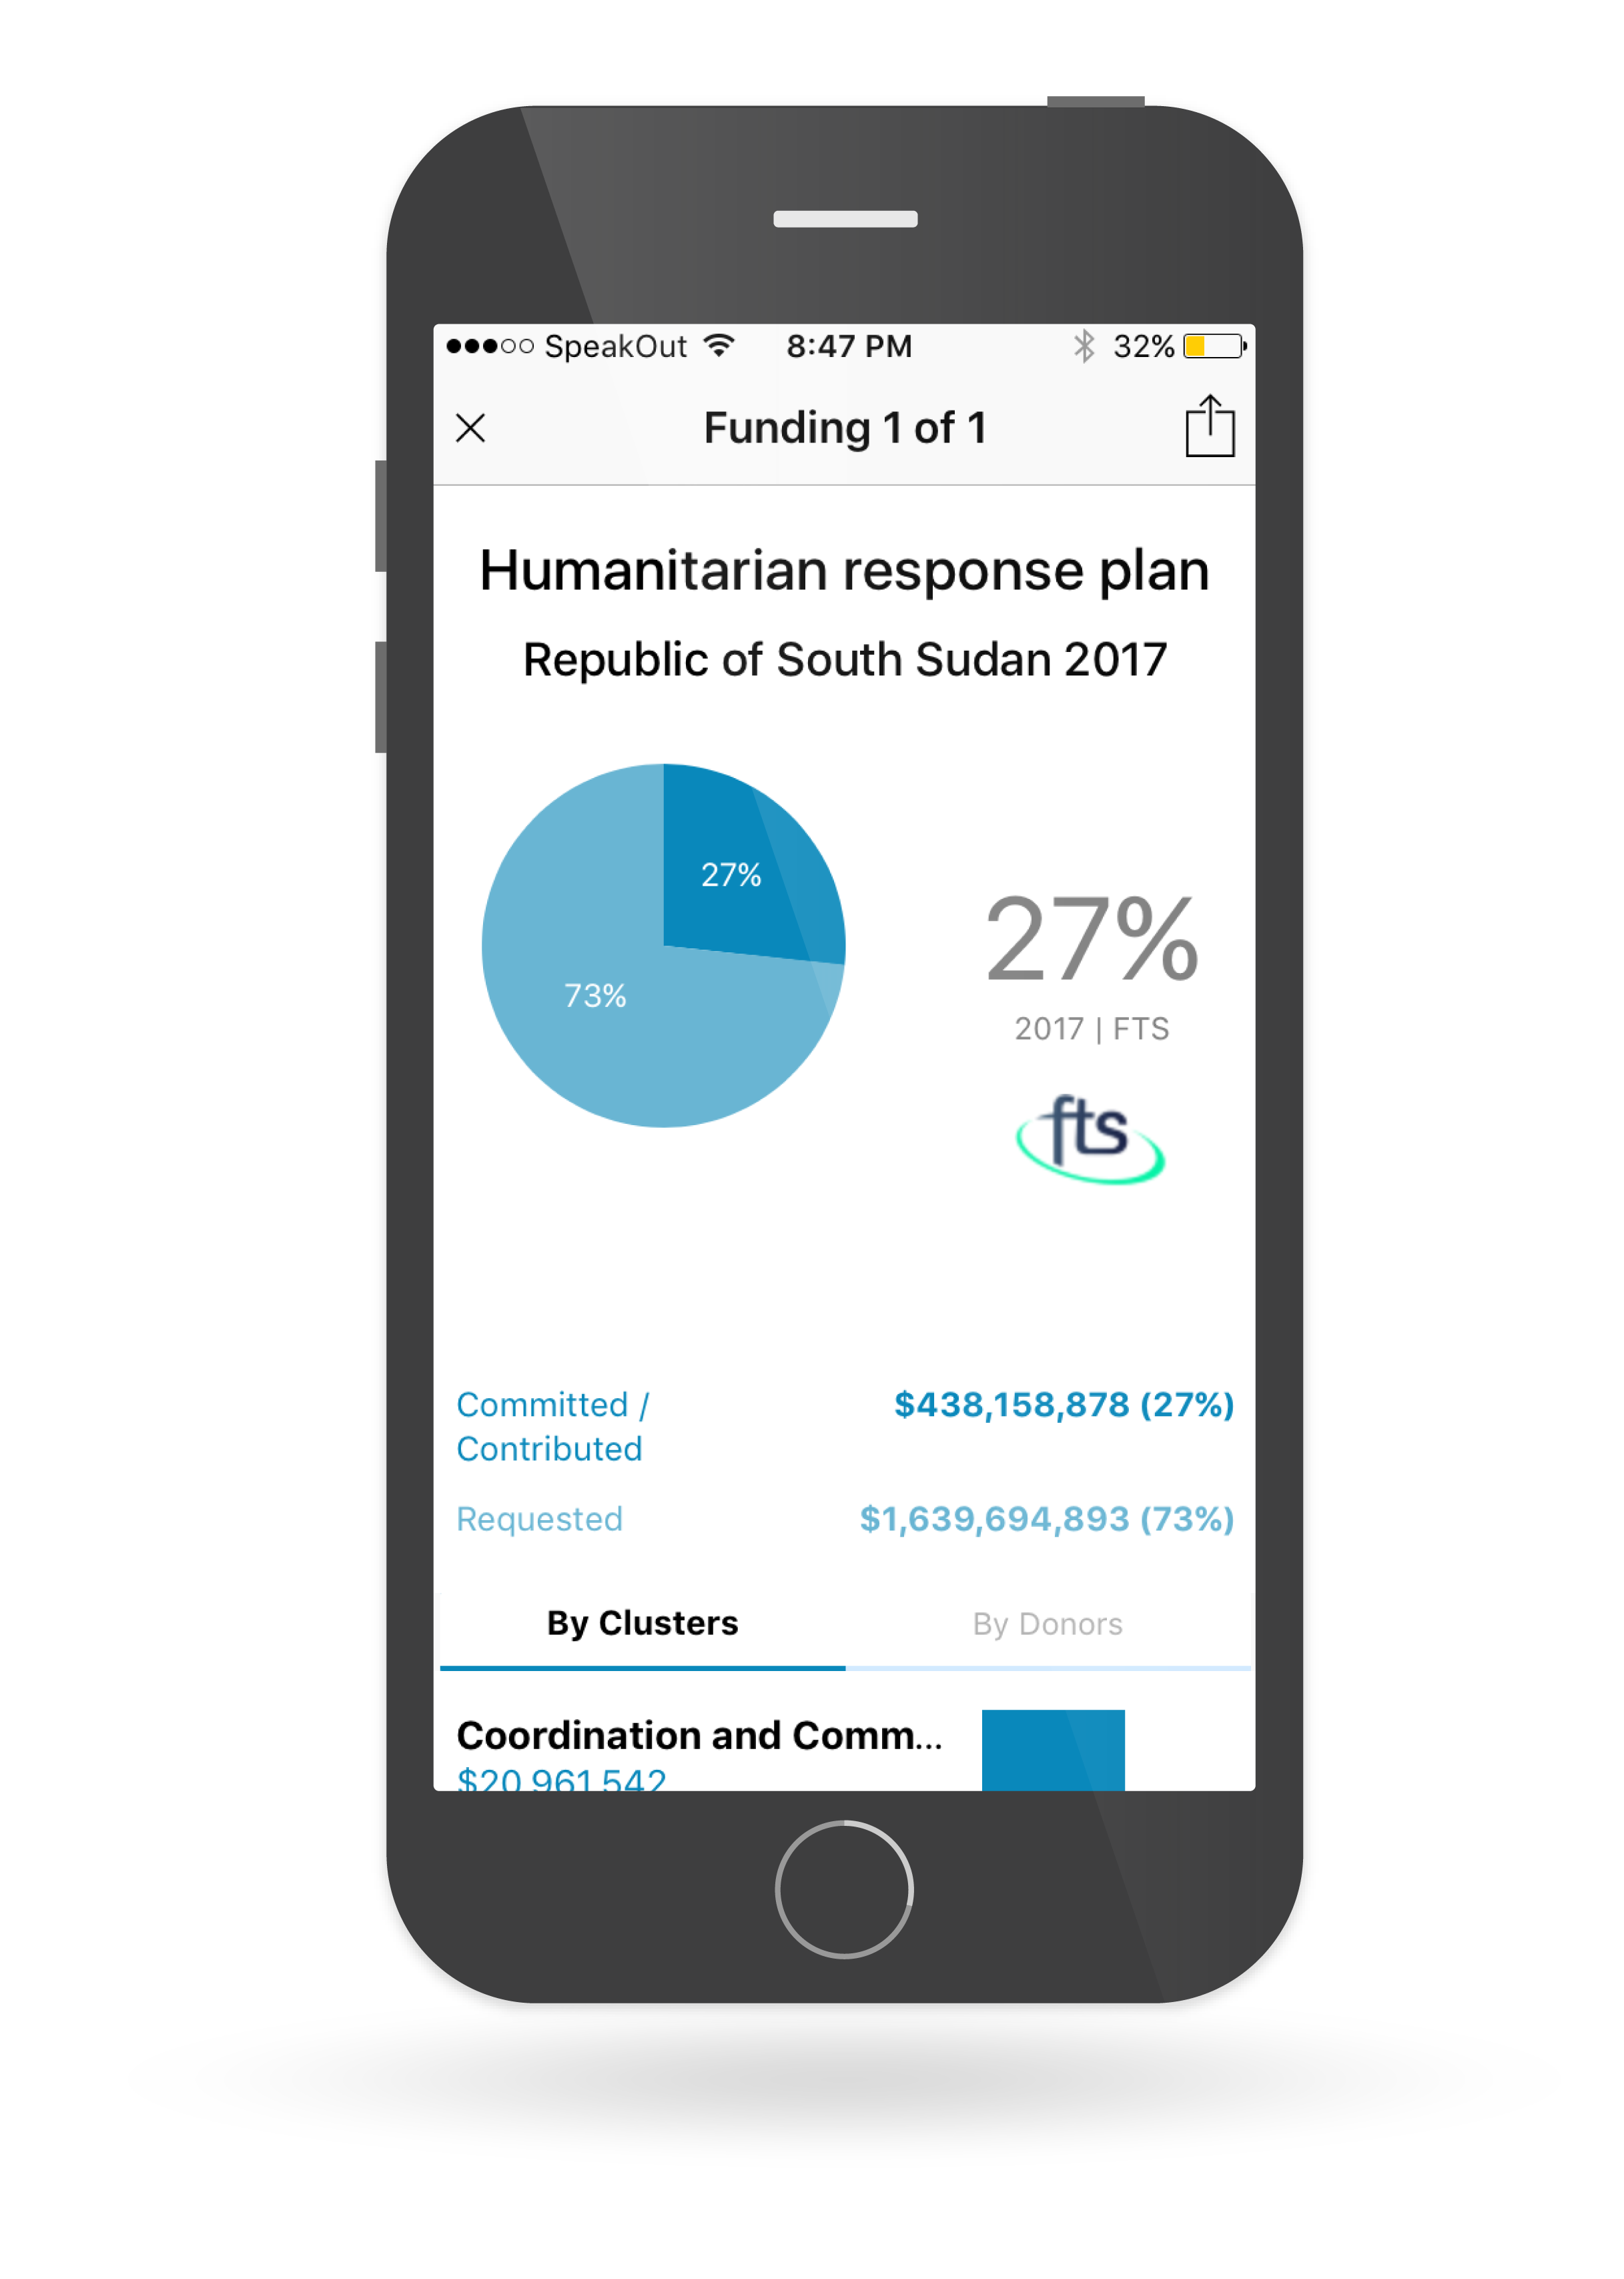 SpeakOut 8:47 PM 32%
Funding 1 of 1
Humanitarian response plan
Republic of South Sudan 2017
27%
73%
27%
2017 | FTS
fts
Committed / $438,158,878 (27%)
Contributed
Requested $1,639,694,893 (73%)
By Clusters By Donors
Coordination and Comm...
$20,961,542